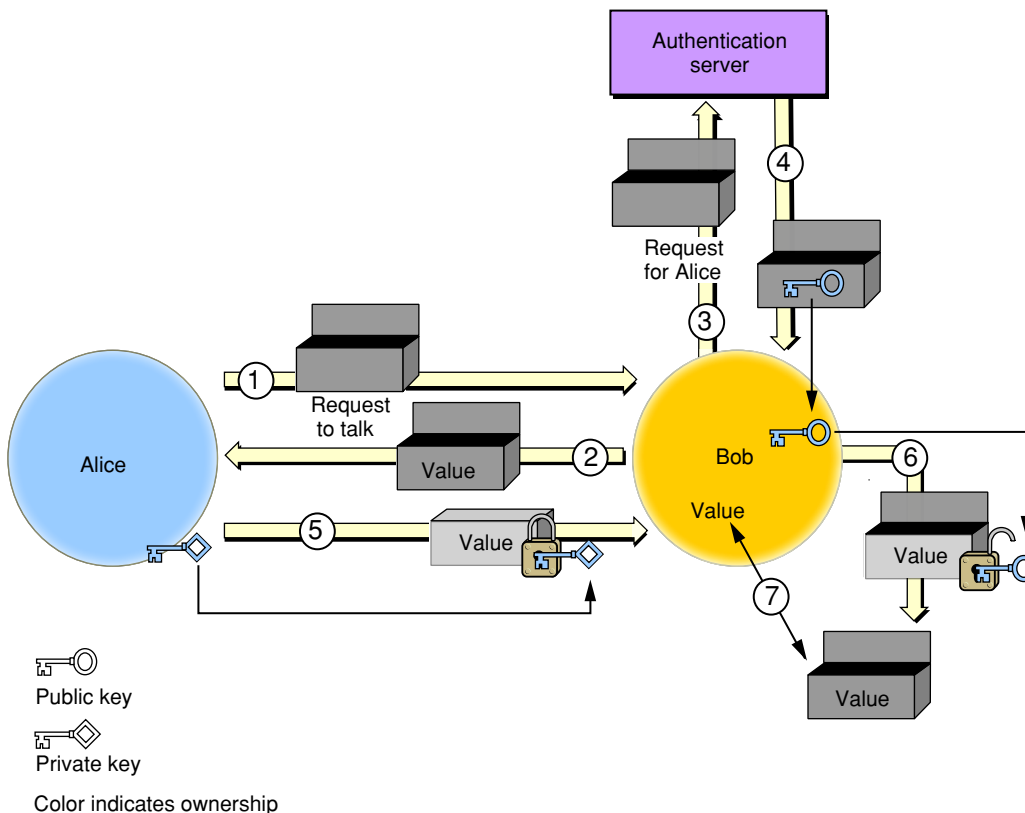 Authentication
server
4
Request
for Alice
3
1
Request
to talk
Alice
Value
2
Bob
6
Value
5
Value
Value
7
Value
Public key
Private key
Color indicates ownership